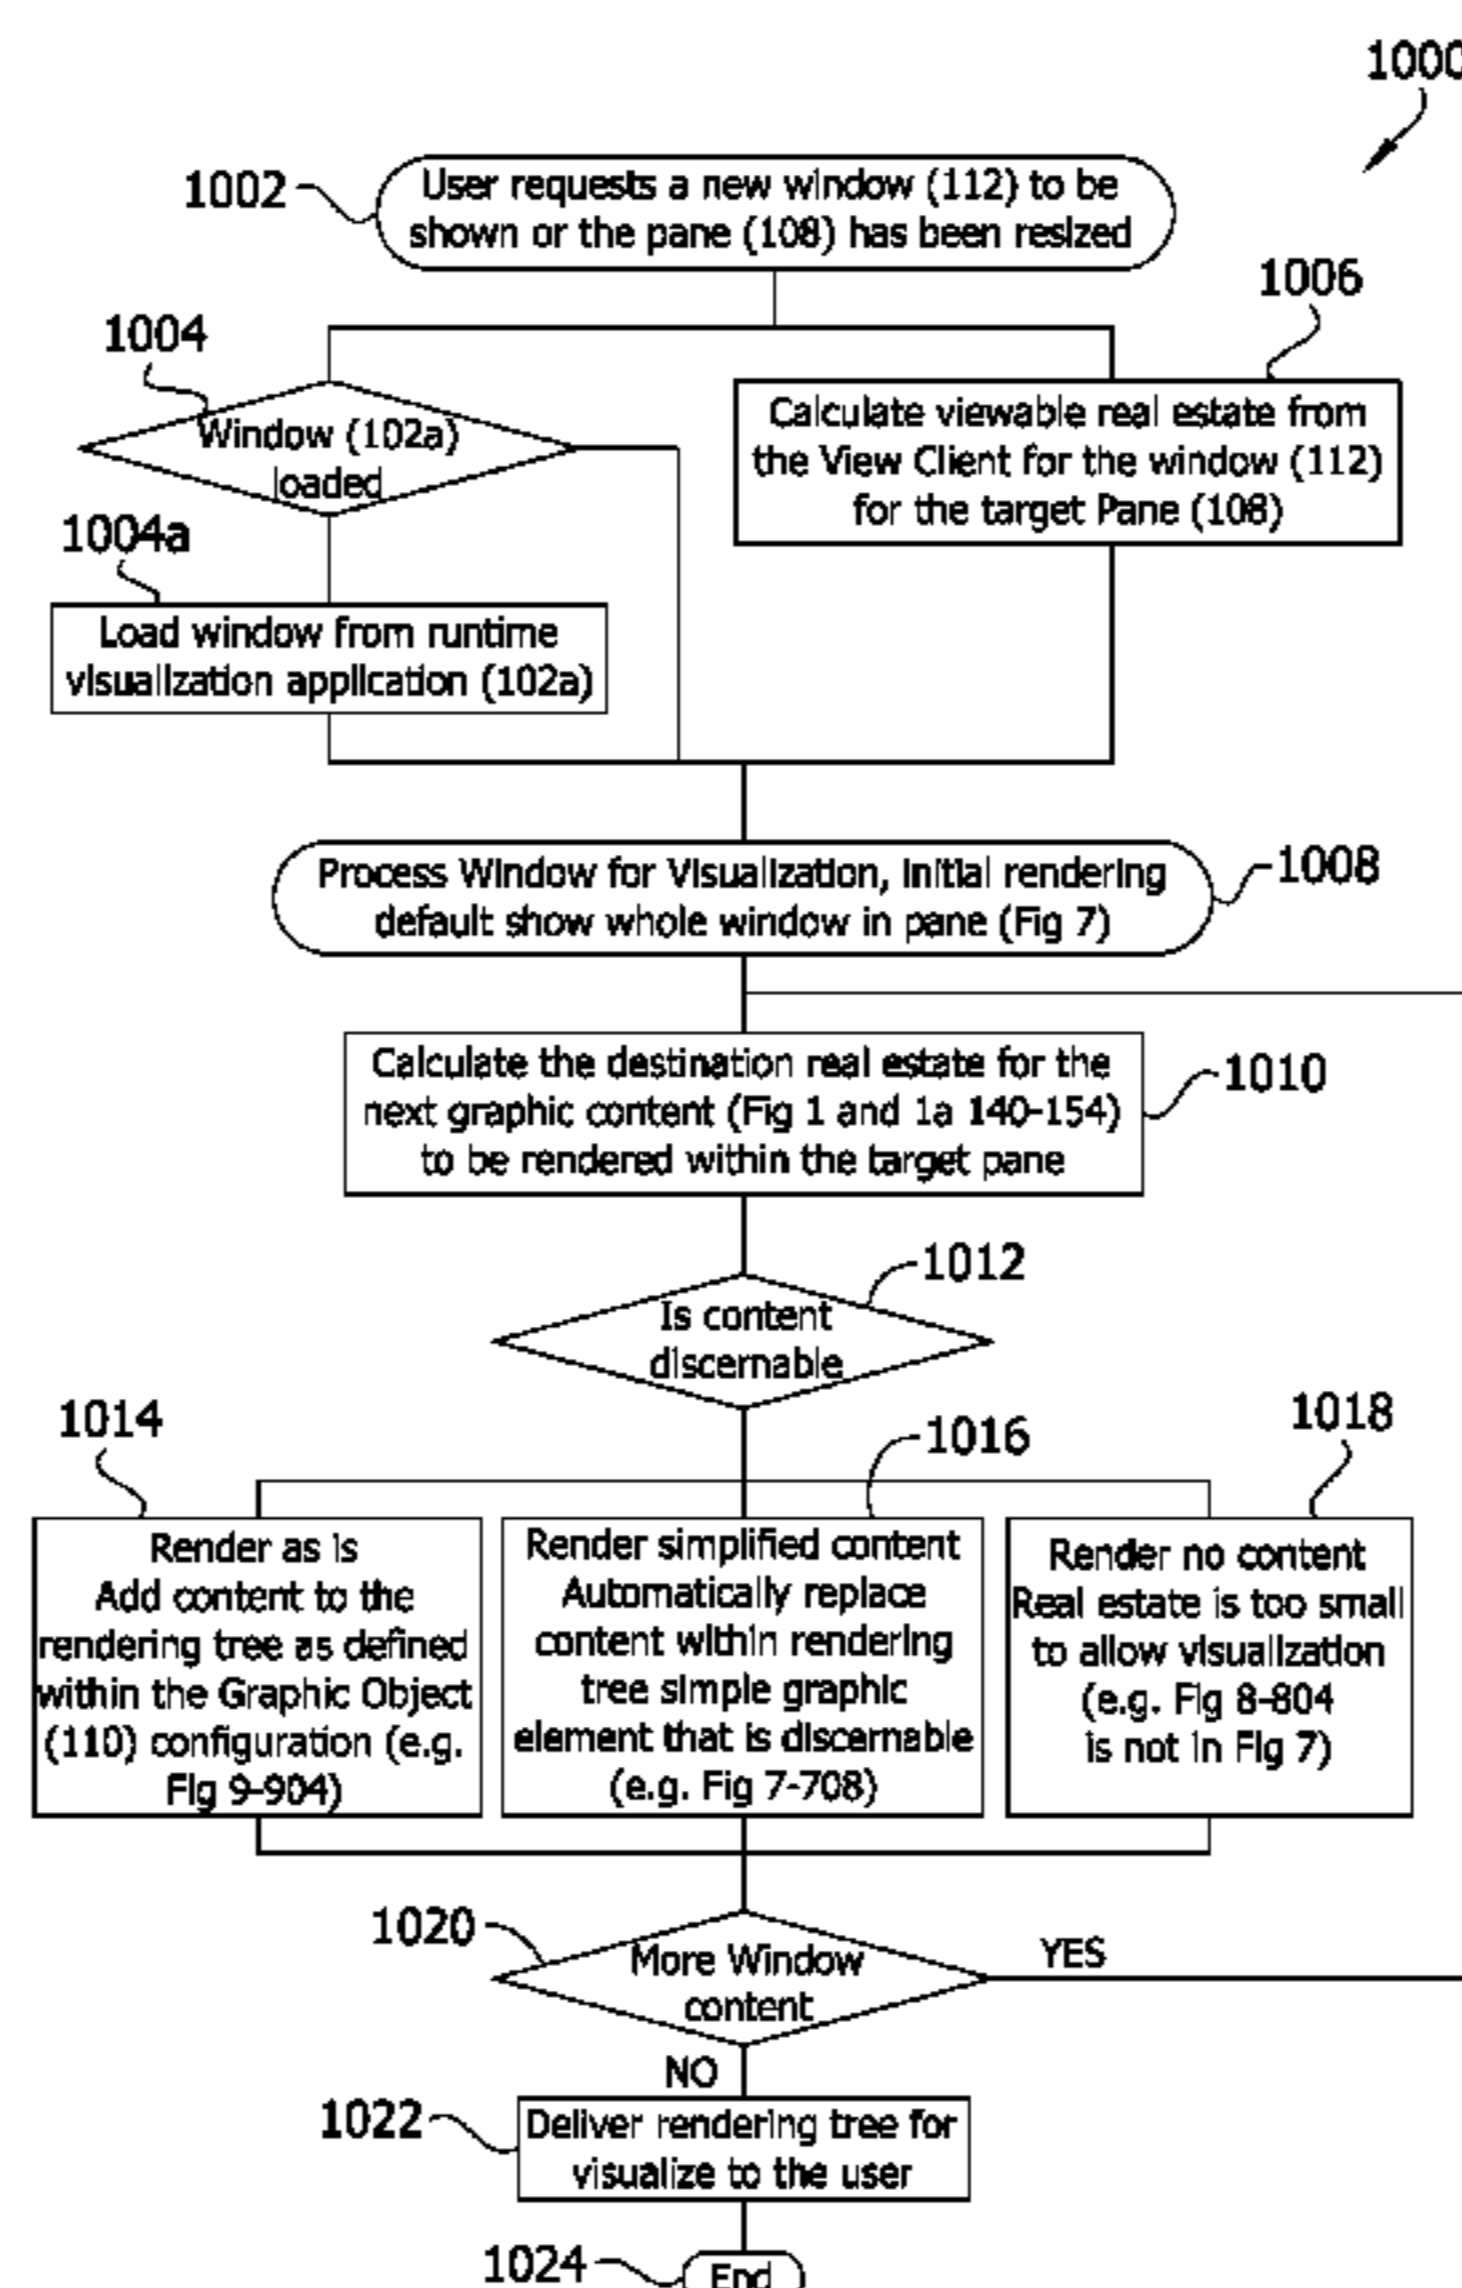 1000
1002
User requests a new window (112) to be
shown or the pane (108) has been resized
1004
1006
Window (102a)
loaded
Calculate viewable real estate from
the View Client for the window (112)
for the target Pane (108)
1004a
Load window from runtime
visualization application (102a)
Process Window for Visualization, initial rendering
default show whole window in pane (Fig 7)
1008
Calculate the destination real estate for the
next graphic content (Fig 1 and 1a 140-154)
to be rendered within the target pane
1010
1012
Is content
discernable
1014
1016
1018
Render as is
Add content to the
rendering tree as defined
within the Graphic Object
(110) configuration (e.g.
Fig 9-904)
Render simplified content
Automatically replace
content within rendering
tree simple graphic
element that is discernable
(e.g. Fig 7-708)
Render no content
Real estate is too small
to allow visualization
(e.g. Fig 8-804
is not in Fig 7)
1020
More Window
content
YES
NO
1022
Deliver rendering tree for
visualize to the user
1024
End